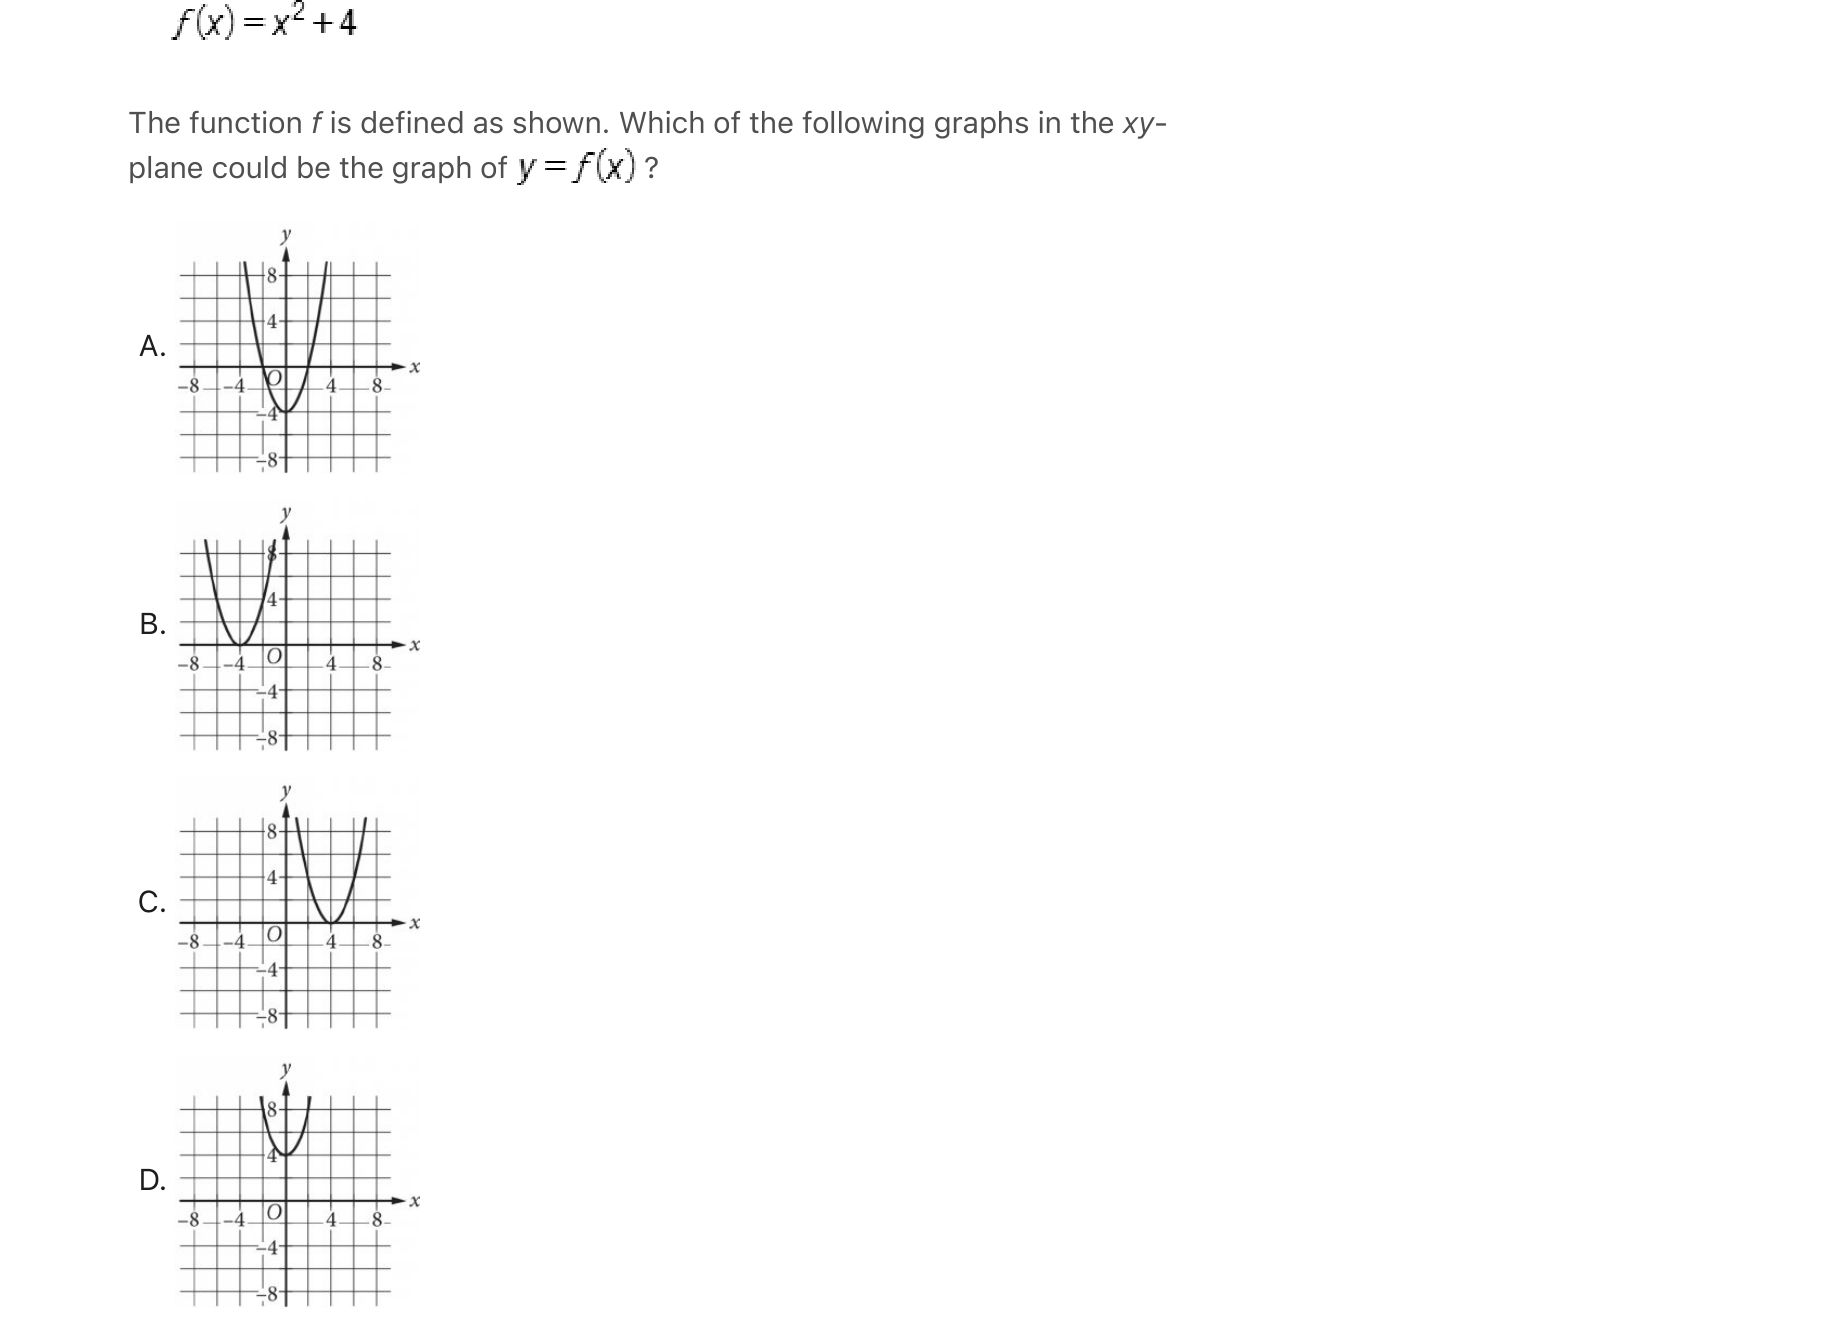 f(x)=x²+4
The function f is defined as shown. Which of the following graphs in the xy-
plane could be the graph of y=f(x)?
A.
y
8
4
x
O
−8 −4 4 8
−4
−8
B.
y
8
4
x
O
−8 −4 4 8
−4
−8
C.
y
8
4
x
O
−8 −4 4 8
−4
−8
D.
y
8
4
x
O
−8 −4 4 8
−4
−8